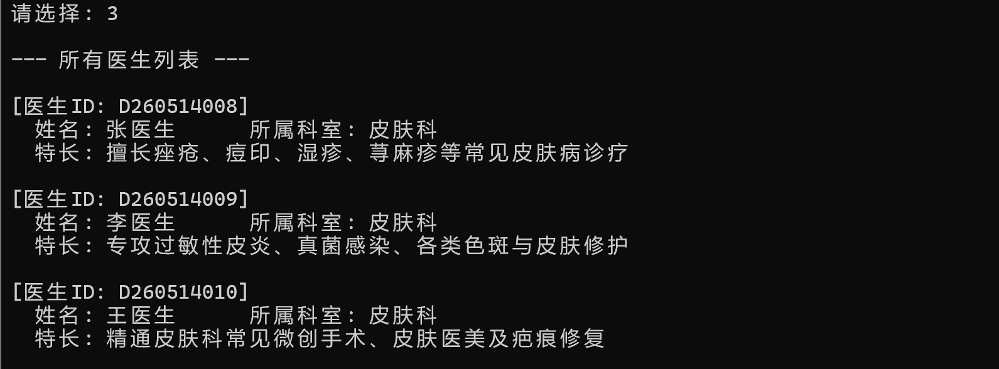 请选择: 3
--- 所有医生列表 ---
[医生ID: D260514008]
姓名: 张医生 所属科室: 皮肤科
特长: 擅长痤疮、痘印、湿疹、荨麻疹等常见皮肤病诊疗
[医生ID: D260514009]
姓名: 李医生 所属科室: 皮肤科
特长: 专攻过敏性皮炎、真菌感染、各类色斑与皮肤修护
[医生ID: D260514010]
姓名: 王医生 所属科室: 皮肤科
特长: 精通皮肤科常见微创手术、皮肤医美及疤痕修复